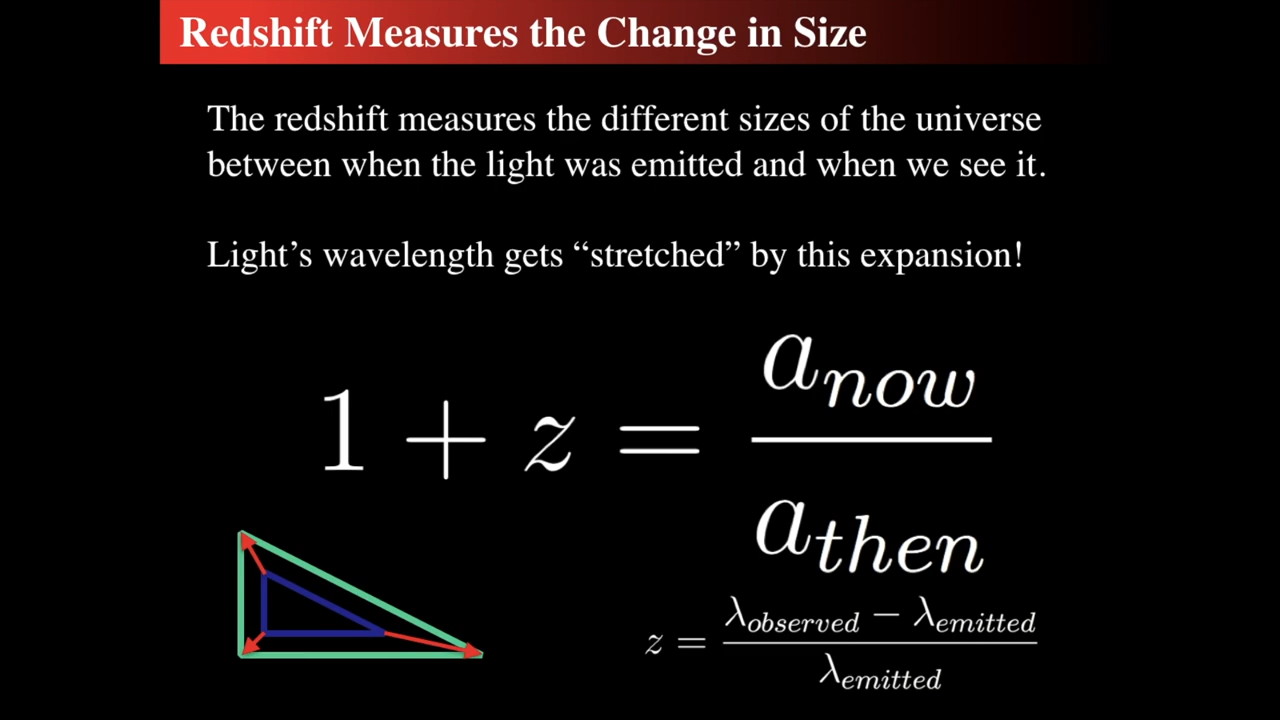 Redshift Measures the Change in Size
The redshift measures the different sizes of the universe
between when the light was emitted and when we see it.
Light’s wavelength gets “stretched” by this expansion!
1 + z = a_now / a_then
z = (λ_observed − λ_emitted) / λ_emitted